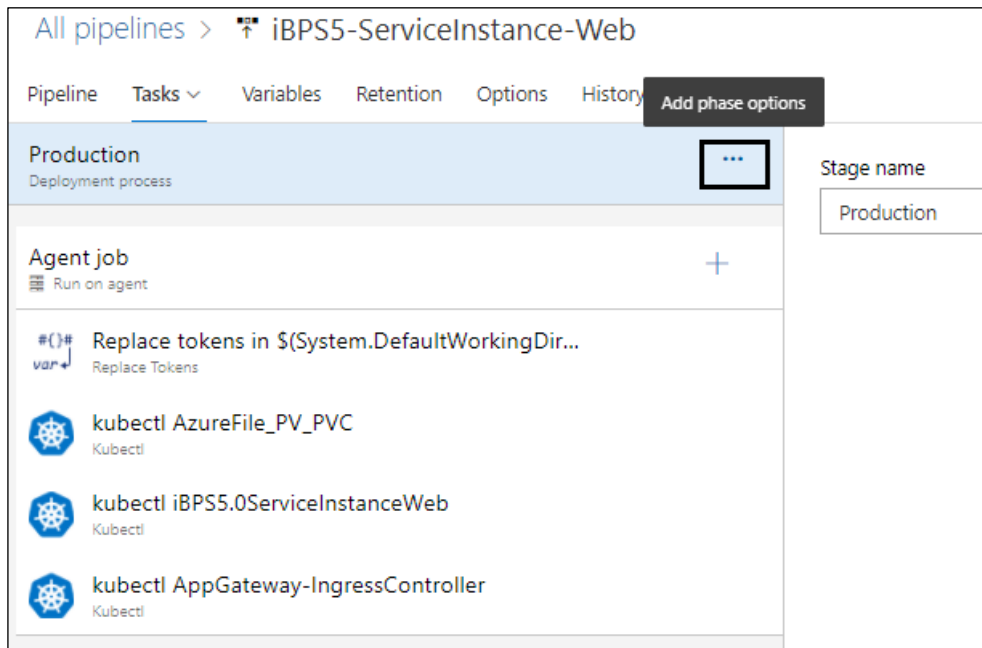 All pipelines > iBPS5-ServiceInstance-Web
Pipeline Tasks Variables Retention Options History
Add phase options
Production
Deployment process
...
Stage name
Production
Agent job
Run on agent
+
#{}#
var
Replace tokens in $(System.DefaultWorkingDir...
Replace Tokens
kubectl AzureFile_PV_PVC
Kubectl
kubectl iBPS5.0ServiceInstanceWeb
Kubectl
kubectl AppGateway-IngressController
Kubectl